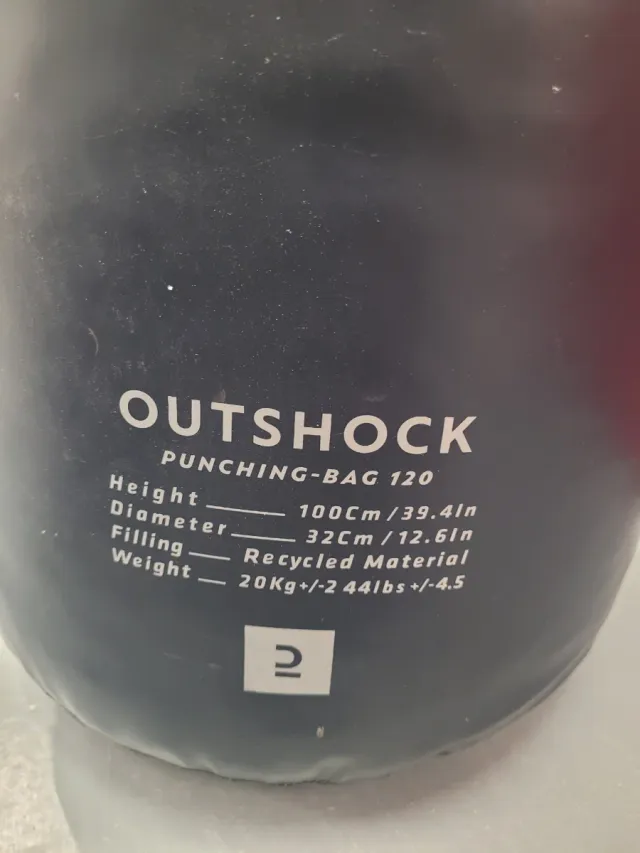 OUTSHOCK
PUNCHING-BAG 120
Height 100Cm/39.4In
Diameter 32Cm/12.6In
Filling Recycled Material
Weight 20Kg+/-2 44lbs+/-4.5